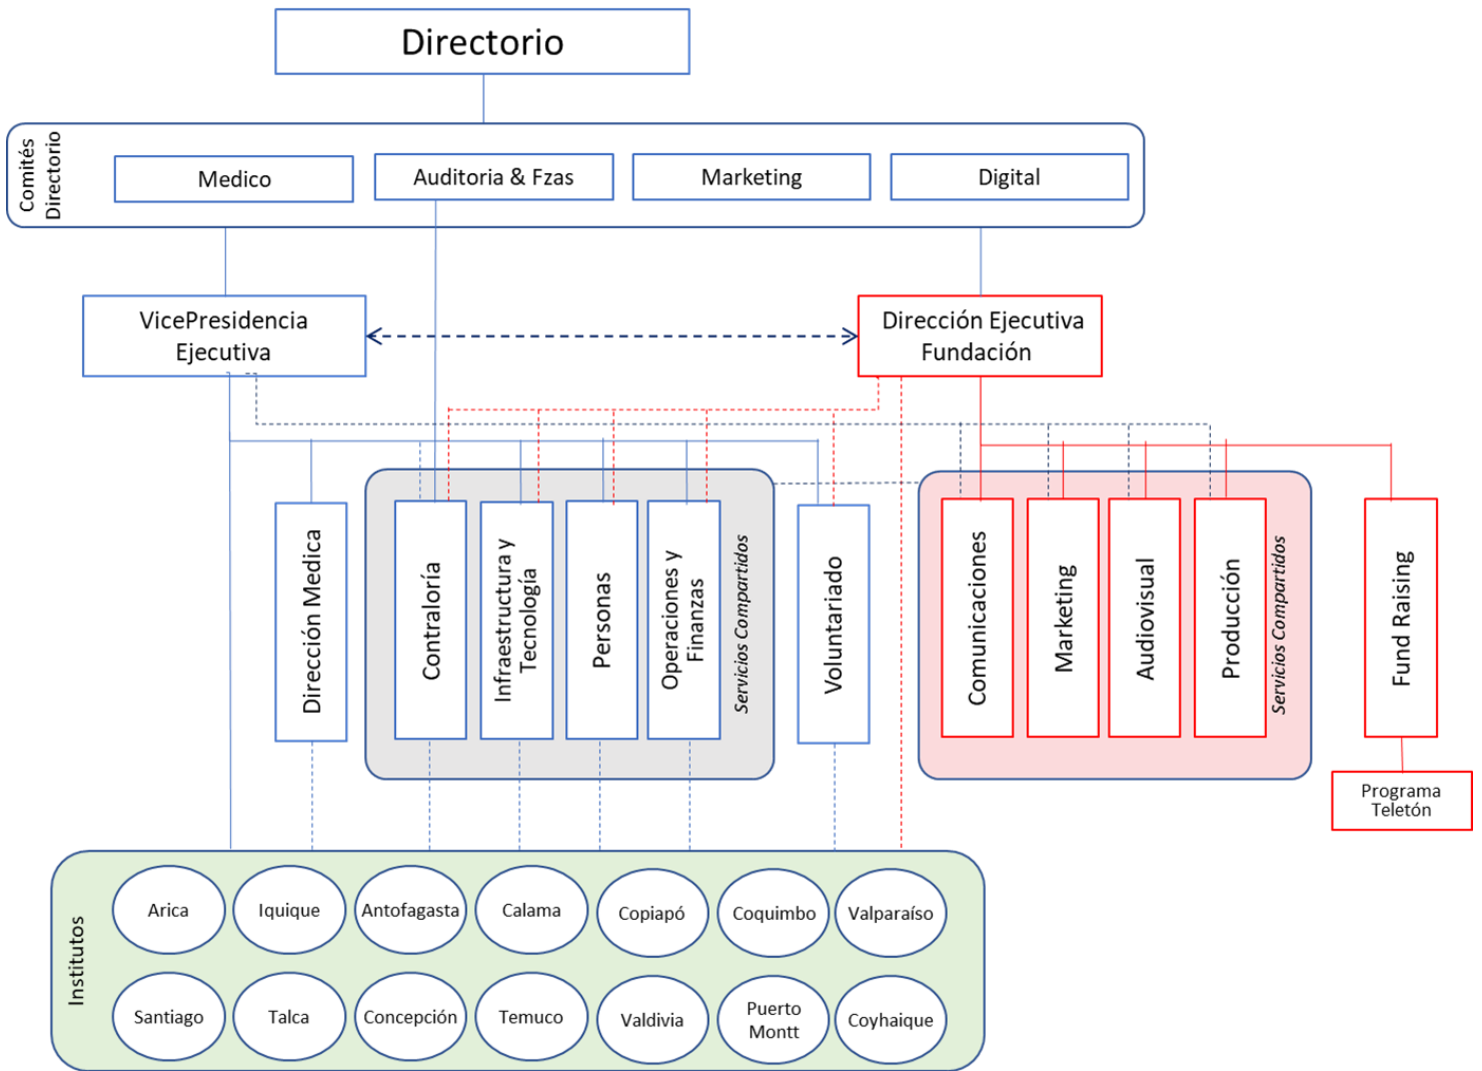 Directorio
Comités
Directorio
Medico
Auditoria & Fzas
Marketing
Digital
VicePresidencia
Ejecutiva
Dirección Ejecutiva
Fundación
Dirección Medica
Contraloría
Infraestructura y
Tecnología
Personas
Operaciones y
Finanzas
Servicios Compartidos
Voluntariado
Comunicaciones
Marketing
Audiovisual
Producción
Servicios Compartidos
Fund Raising
Programa
Teletón
Institutos
Arica
Iquique
Antofagasta
Calama
Copiapó
Coquimbo
Valparaíso
Santiago
Talca
Concepción
Temuco
Valdivia
Puerto
Montt
Coyhaique